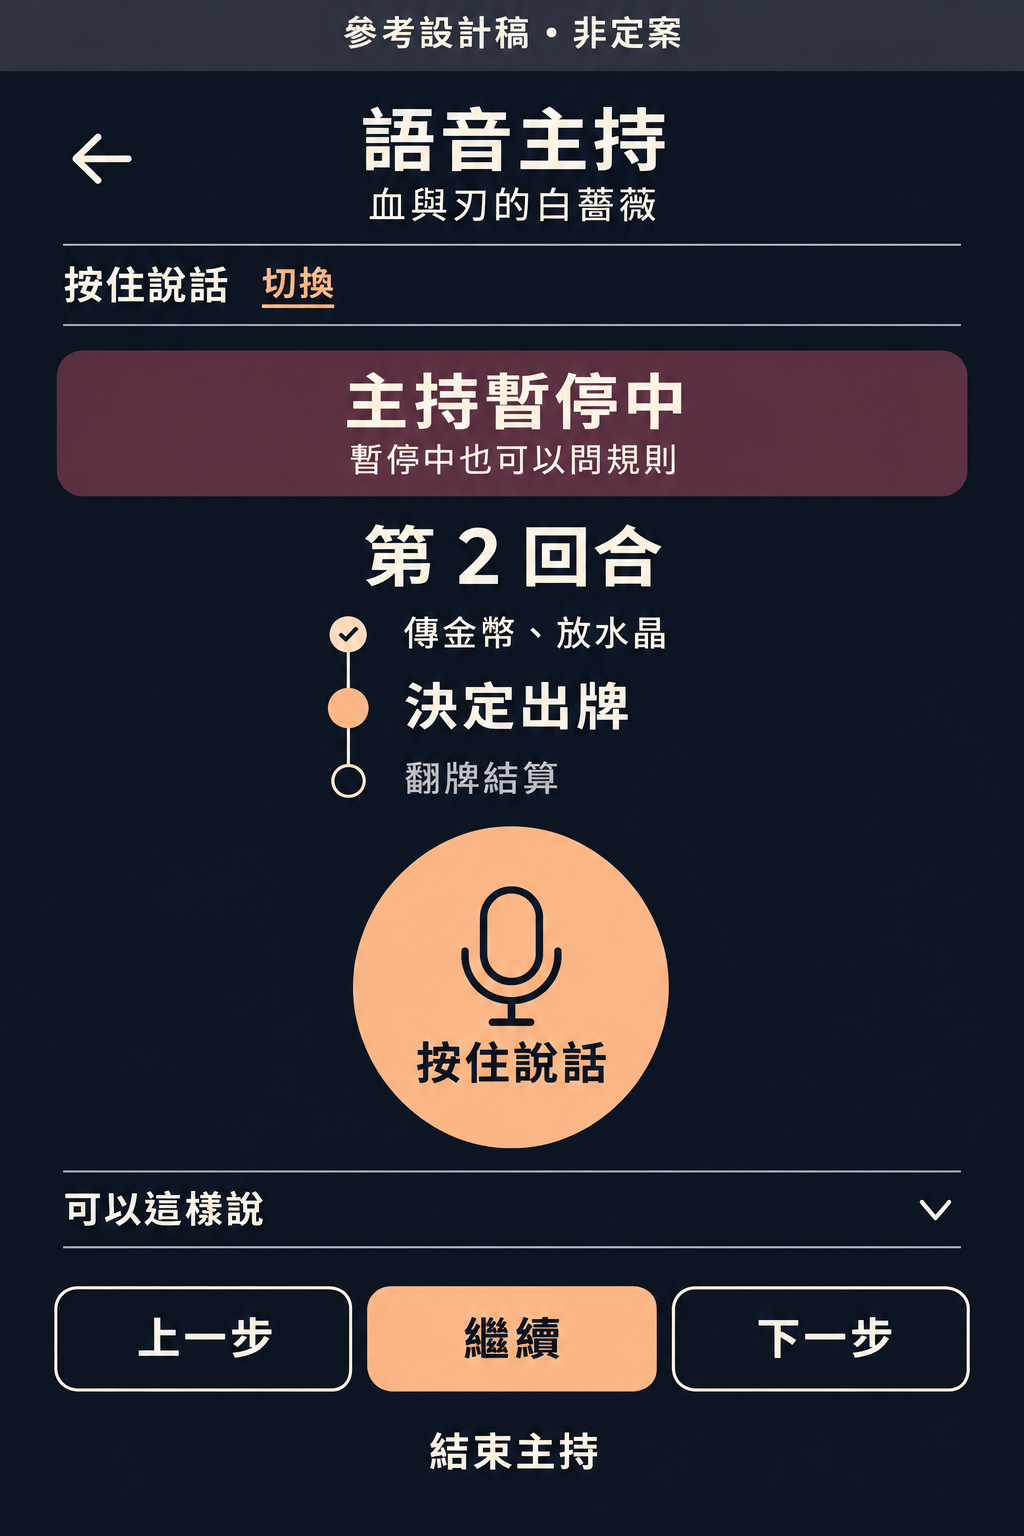 參考設計稿•非定案
語音主持
血與刃的白薔薇
按住說話 切換
主持暫停中
暫停中也可以問規則
第 2 回合
傳金幣、放水晶
決定出牌
翻牌結算
按住說話
可以這樣說
上一步 繼續 下一步
結束主持